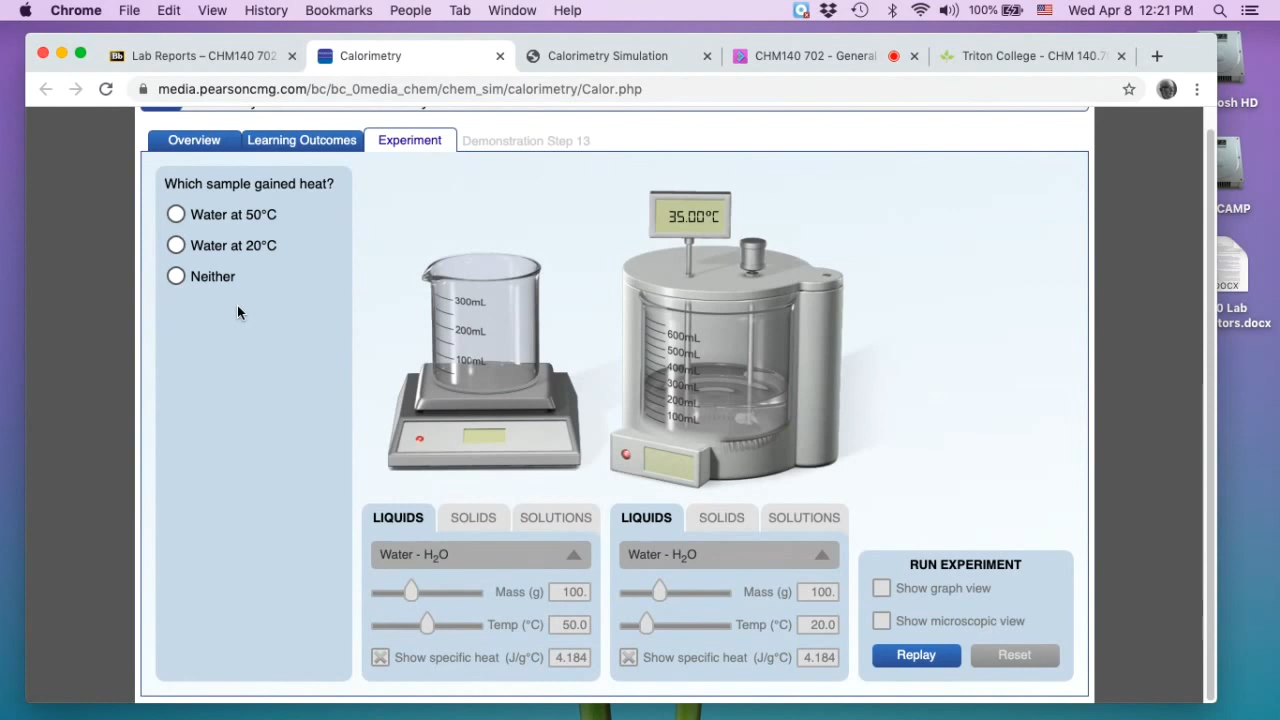 Chrome File Edit View History Bookmarks People Tab Window Help 100% Wed Apr 8 12:21 PM
Bb Lab Reports – CHM140 702 × Calorimetry × Calorimetry Simulation × CHM140 702 - General × Triton College - CHM 140. × +
media.pearsoncmg.com/bc/bc_0media_chem/chem_sim/calorimetry/Calor.php
osh HD
Overview Learning Outcomes Experiment Demonstration Step 13
Which sample gained heat?
Water at 50°C
Water at 20°C
Neither
35.00°C
300mL
200mL
100mL
600mL
500mL
400mL
300mL
200mL
100mL
CAMP
DCX
0 Lab
tors.docx
LIQUIDS SOLIDS SOLUTIONS
Water - H₂O
Mass (g) 100.
Temp (°C) 50.0
Show specific heat (J/g°C) 4.184
LIQUIDS SOLIDS SOLUTIONS
Water - H₂O
Mass (g) 100.
Temp (°C) 20.0
Show specific heat (J/g°C) 4.184
RUN EXPERIMENT
Show graph view
Show microscopic view
Replay Reset